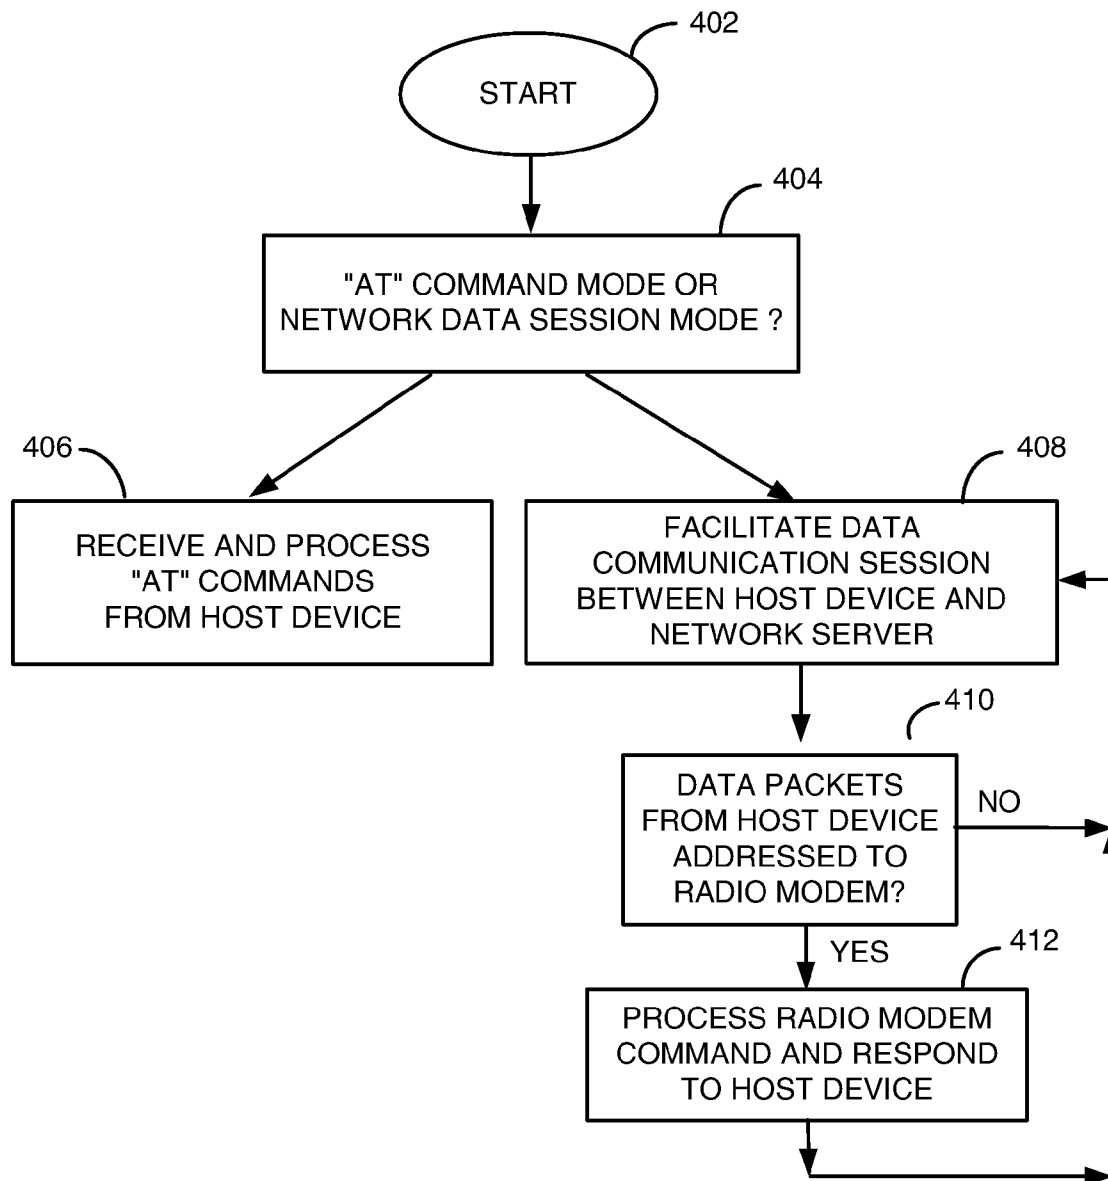 402
START
404
"AT" COMMAND MODE OR
NETWORK DATA SESSION MODE ?
406
RECEIVE AND PROCESS
"AT" COMMANDS
FROM HOST DEVICE
408
FACILITATE DATA
COMMUNICATION SESSION
BETWEEN HOST DEVICE AND
NETWORK SERVER
410
DATA PACKETS
FROM HOST DEVICE
ADDRESSED TO
RADIO MODEM?
NO
YES
412
PROCESS RADIO MODEM
COMMAND AND RESPOND
TO HOST DEVICE